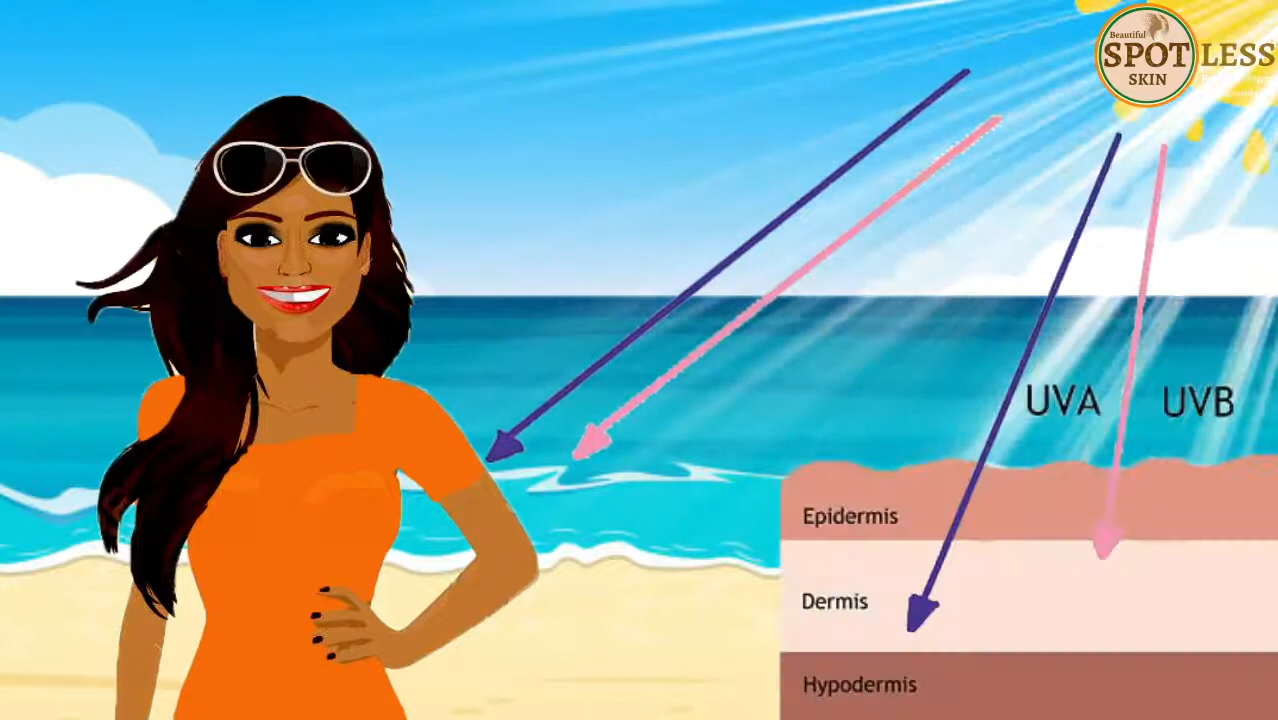 Beautiful
SPOTLESS
SKIN
UVA
UVB
Epidermis
Dermis
Hypodermis